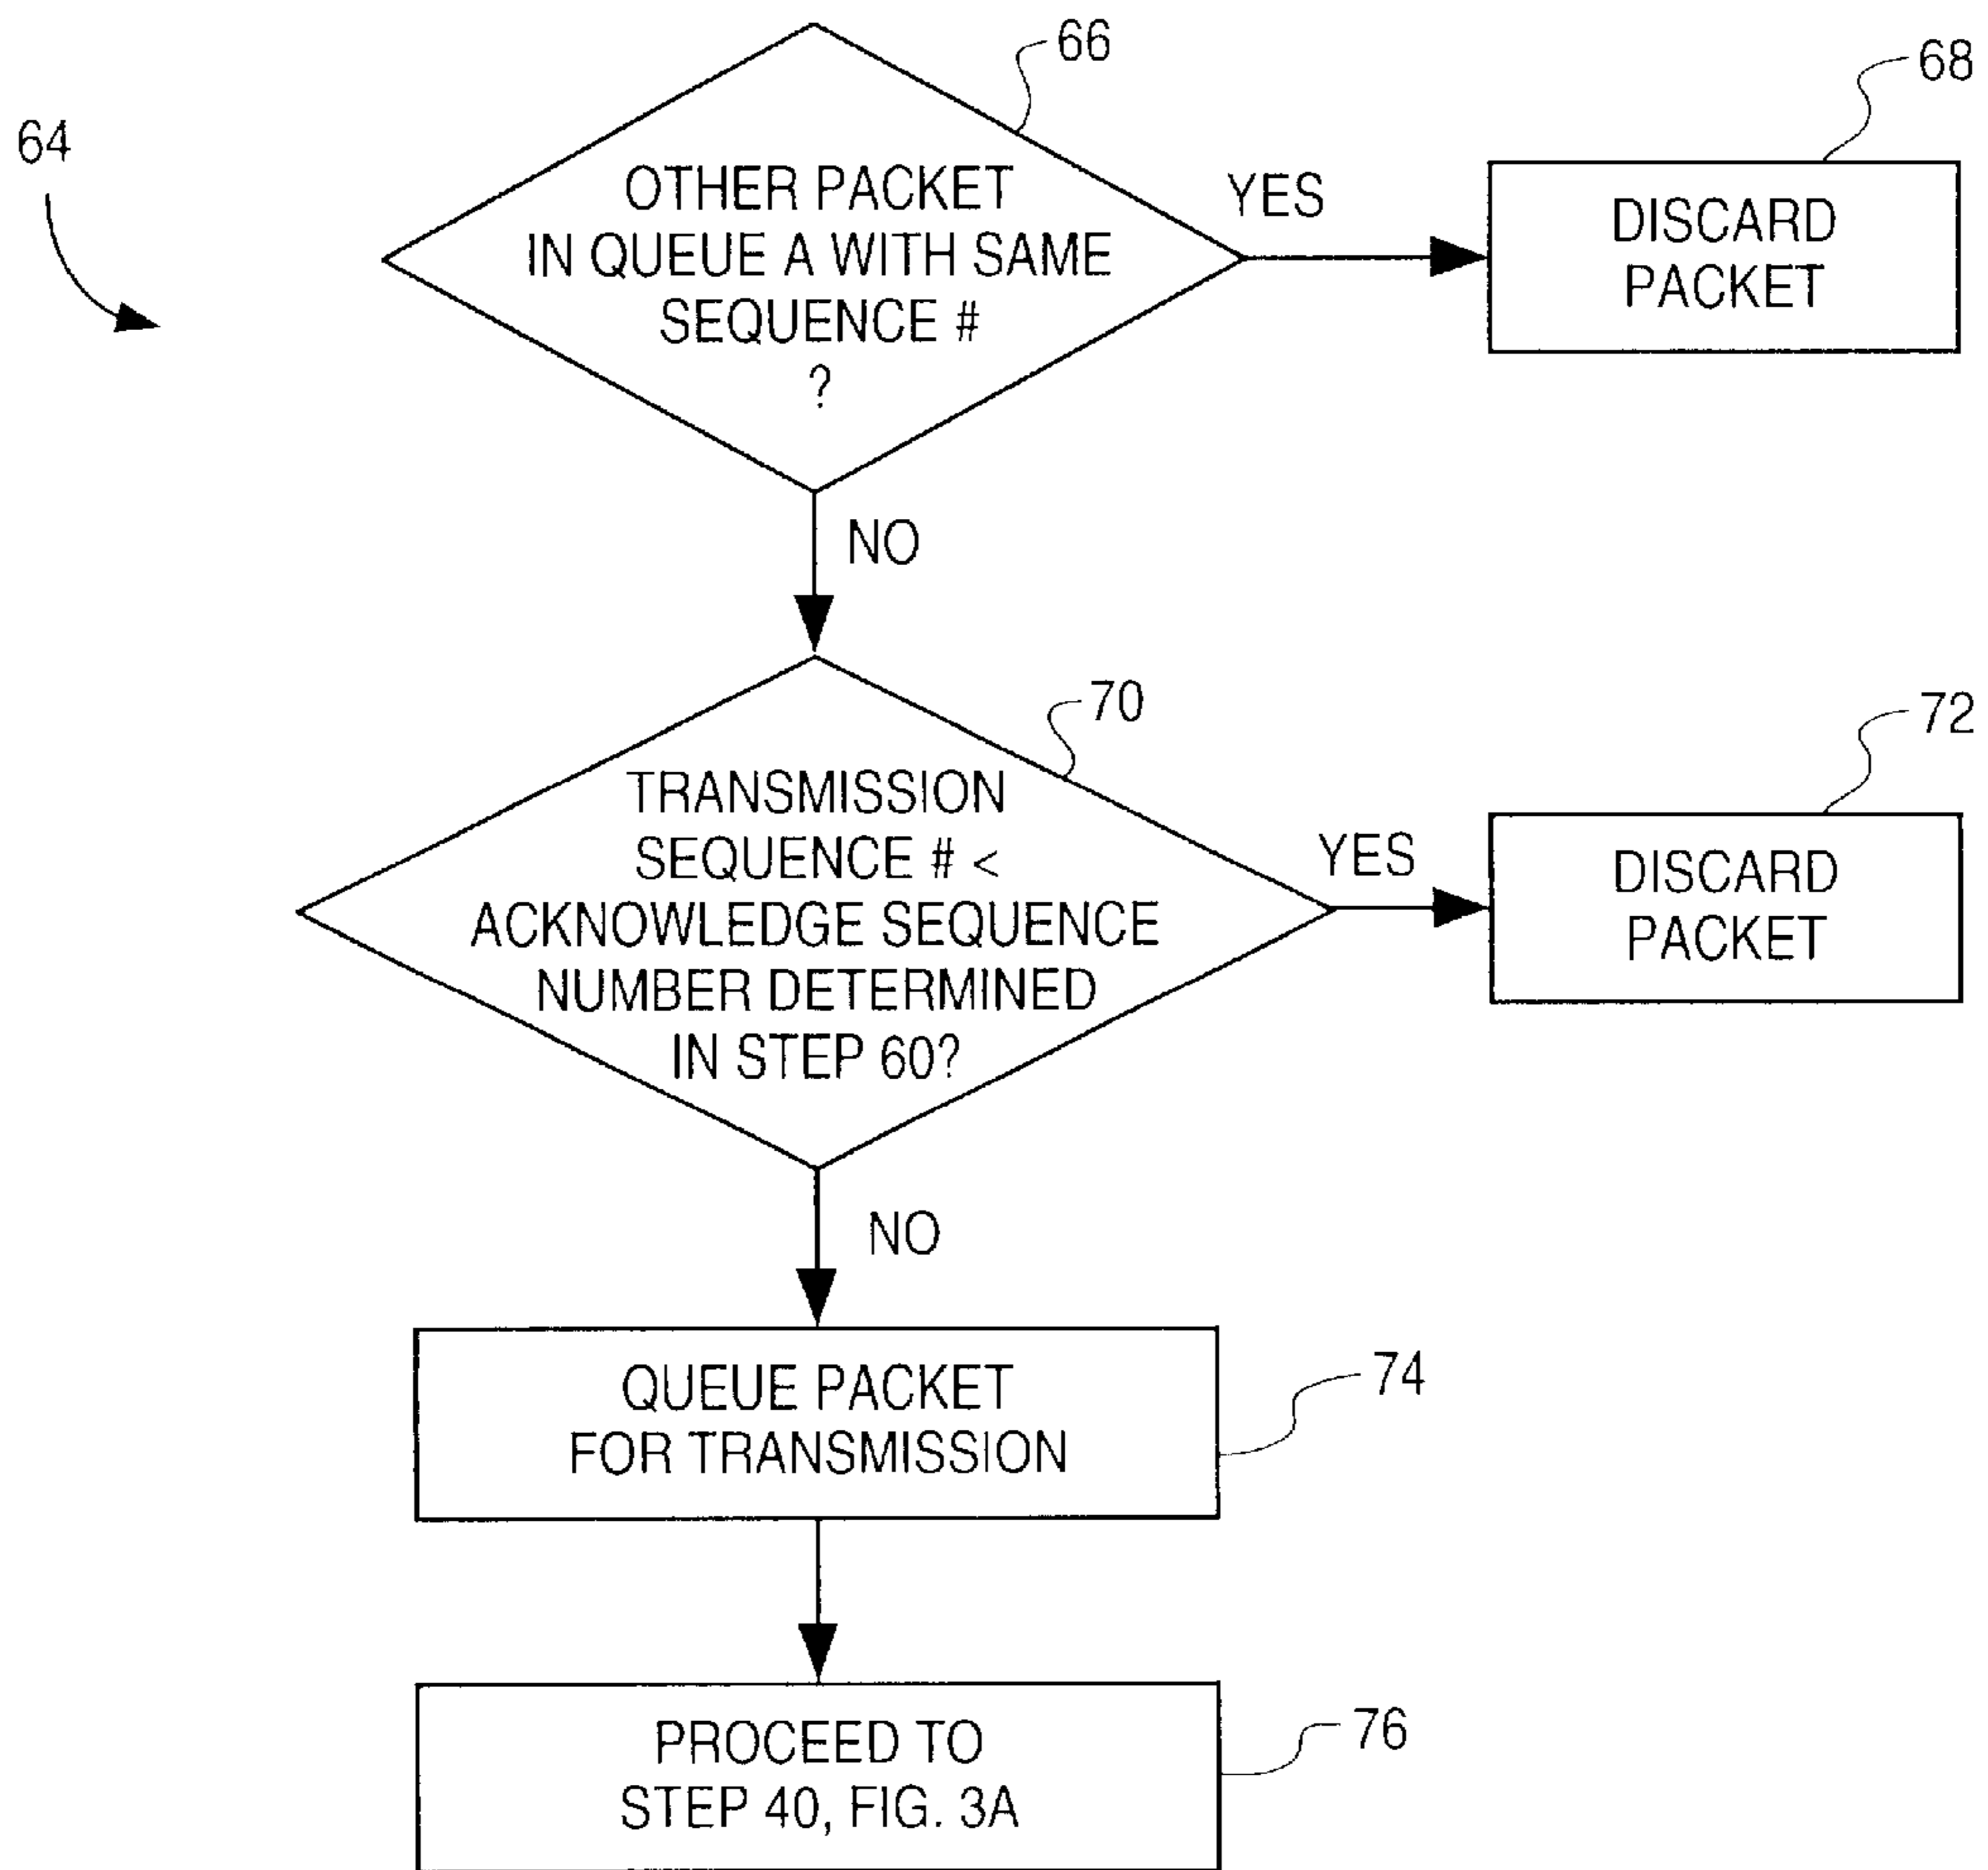 64
66
OTHER PACKET
IN QUEUE A WITH SAME
SEQUENCE #
?
YES
68
DISCARD
PACKET
NO
70
TRANSMISSION
SEQUENCE # <
ACKNOWLEDGE SEQUENCE
NUMBER DETERMINED
IN STEP 60?
YES
72
DISCARD
PACKET
NO
QUEUE PACKET
FOR TRANSMISSION
74
PROCEED TO
STEP 40, FIG. 3A
76